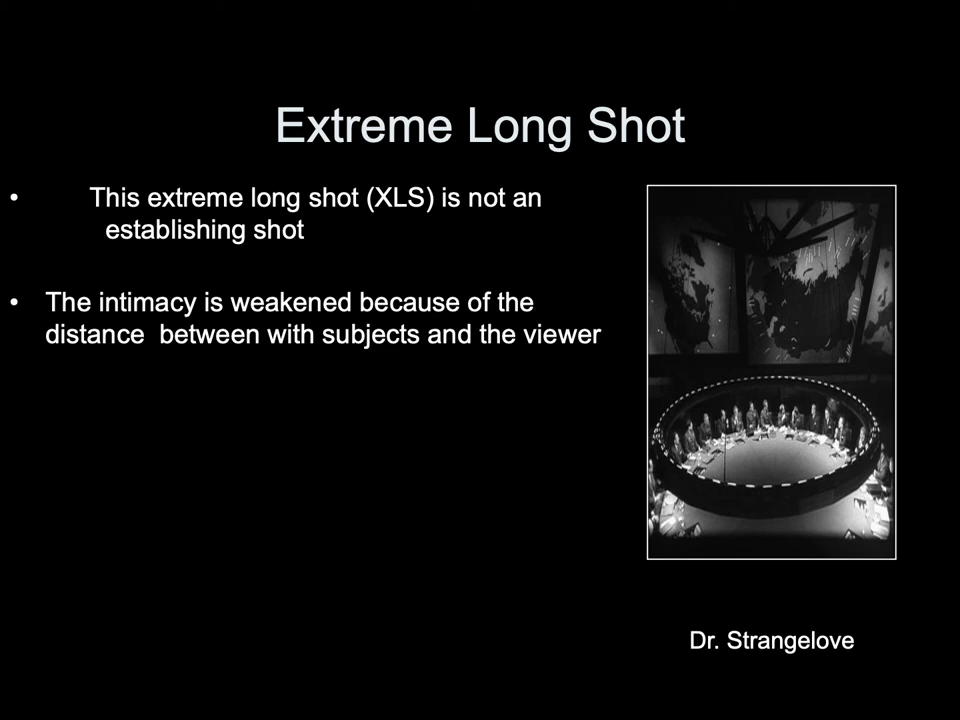 Extreme Long Shot
• This extreme long shot (XLS) is not an
establishing shot
• The intimacy is weakened because of the
distance  between with subjects and the viewer
Dr. Strangelove